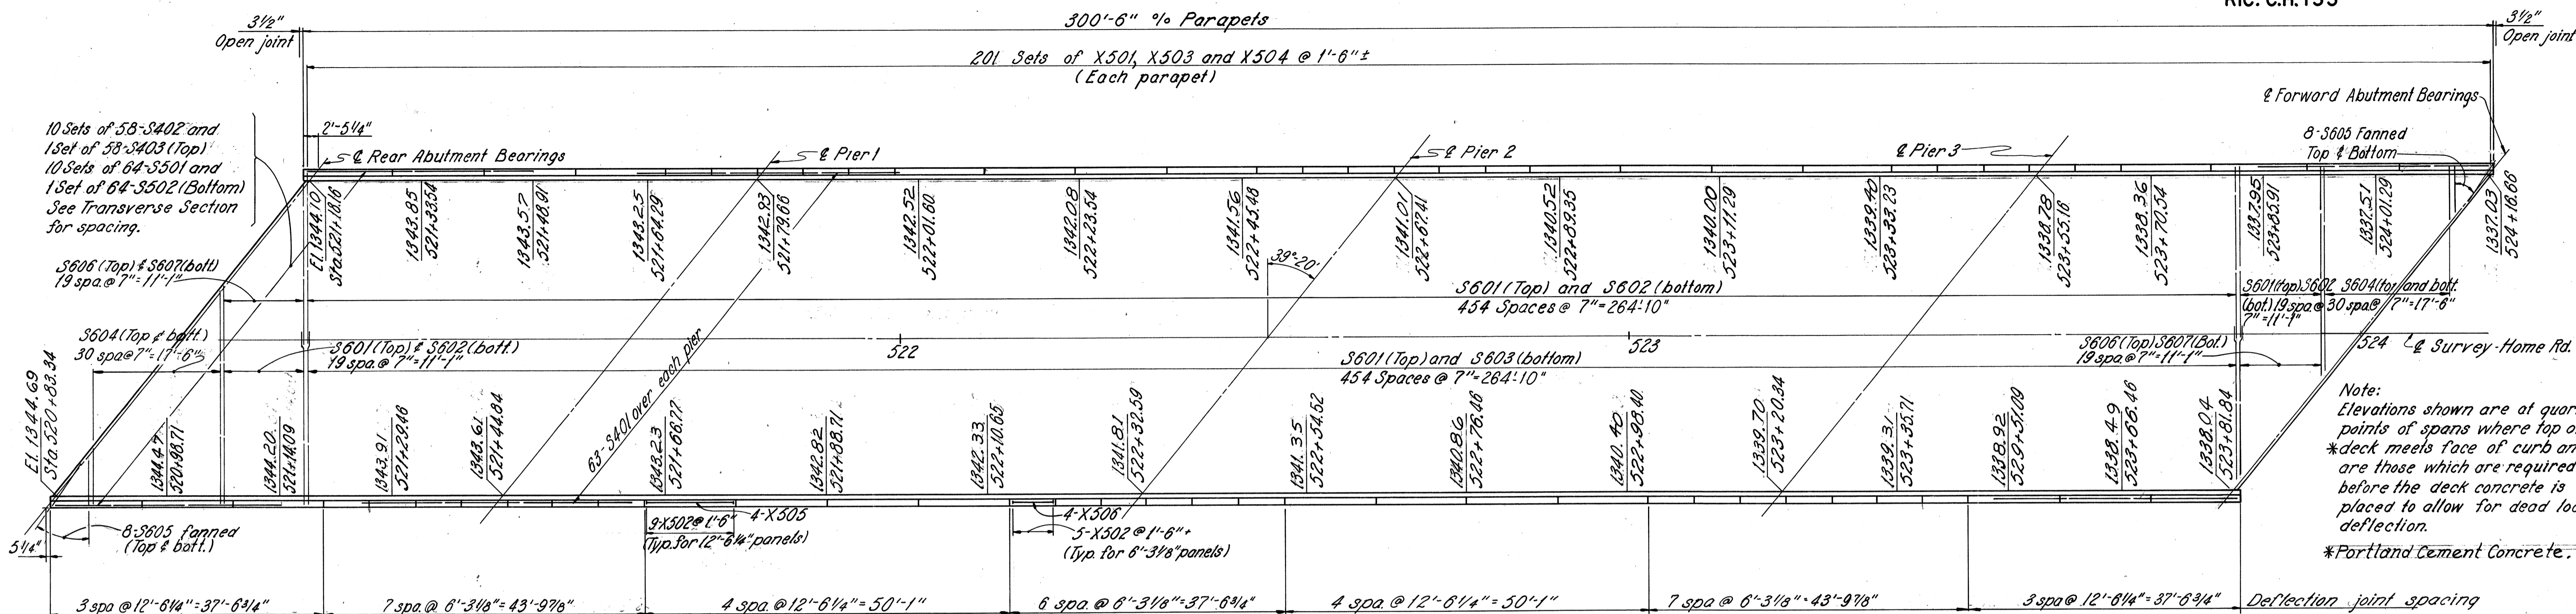 RIC. C.H. 135
3½"
Open joint
300'-6" % Parapets
3½"
Open joint
201 Sets of X501, X503 and X504 @ 1'-6" ±
(Each parapet)
℄ Forward Abutment Bearings
10 Sets of 58-S402 and
1 Set of 58-S403 (Top)
10 Sets of 64-S501 and
1 Set of 64-S502 (Bottom)
See Transverse Section
for spacing.
2'-5¼"
℄ Rear Abutment Bearings
℄ Pier 1
℄ Pier 2
℄ Pier 3
8-S605 Fanned
Top & Bottom
El. 1344.10
Sta. 521+18.16
1343.85
521+33.54
1343.57
521+48.91
1343.25
521+64.29
1342.93
521+79.66
1342.52
522+01.60
1342.08
522+23.54
1341.56
522+45.48
1341.01
522+67.41
1340.52
522+89.35
1340.00
523+11.29
1339.40
523+33.23
1338.78
523+55.16
1338.36
523+70.54
1337.95
523+85.91
1337.51
524+01.29
1337.03
524+16.66
39°-20'
S606 (Top) & S607 (bott)
19 spa. @ 7" = 11'-1"
S601 (Top) and S602 (bottom)
454 Spaces @ 7" = 264'-10"
S601 (top) S602
(bot.) 19 spa @
7" = 11'-1"
S604 (top and bott.
30 spa @ 7" = 17'-6"
S604 (Top & bott.)
30 spa @ 7" = 17'-6"
S601 (Top) & S602 (bott.)
19 spa. @ 7" = 11'-1"
522
523
524
S601 (Top) and S603 (bottom)
454 Spaces @ 7" = 264'-10"
S606 (Top) S607 (Bot.)
19 spa. @ 7" = 11'-1"
℄ Survey - Home Rd.
63-S401 over each pier
El. 1344.69
Sta. 520+83.34
1344.47
520+98.71
1344.20
521+14.09
1343.91
521+29.46
1343.61
521+44.84
1343.23
521+66.77
1342.82
521+88.71
1342.33
522+10.65
1341.81
522+32.59
1341.35
522+54.52
1340.86
522+76.46
1340.40
522+98.40
1339.70
523+20.34
1339.31
523+35.71
1338.92
529+51.09
1338.49
523+66.46
1338.04
523+81.84
Note:
Elevations shown are at quar
points of spans where top o
*deck meets face of curb an
are those which are required
before the deck concrete is
placed to allow for dead loa
deflection.
*Portland Cement Concrete.
5¼"
8-S605 fanned
(Top & bott.)
9-X502 @ 1'-6"
(Typ. for 12'-6¼" panels)
4-X505
4-X506
5-X502 @ 1'-6"+
(Typ. for 6'-3⅛" panels)
3 spa @ 12'-6¼" = 37'-6¾"
7 spa. @ 6'-3⅛" = 43'-9⅞"
4 spa. @ 12'-6¼" = 50'-1"
6 spa. @ 6'-3⅛" = 37'-6¾"
4 spa. @ 12'-6¼" = 50'-1"
7 spa @ 6'-3⅛" = 43'-9⅞"
3 spa @ 12'-6¼" = 37'-6¾"
Deflection joint spacing